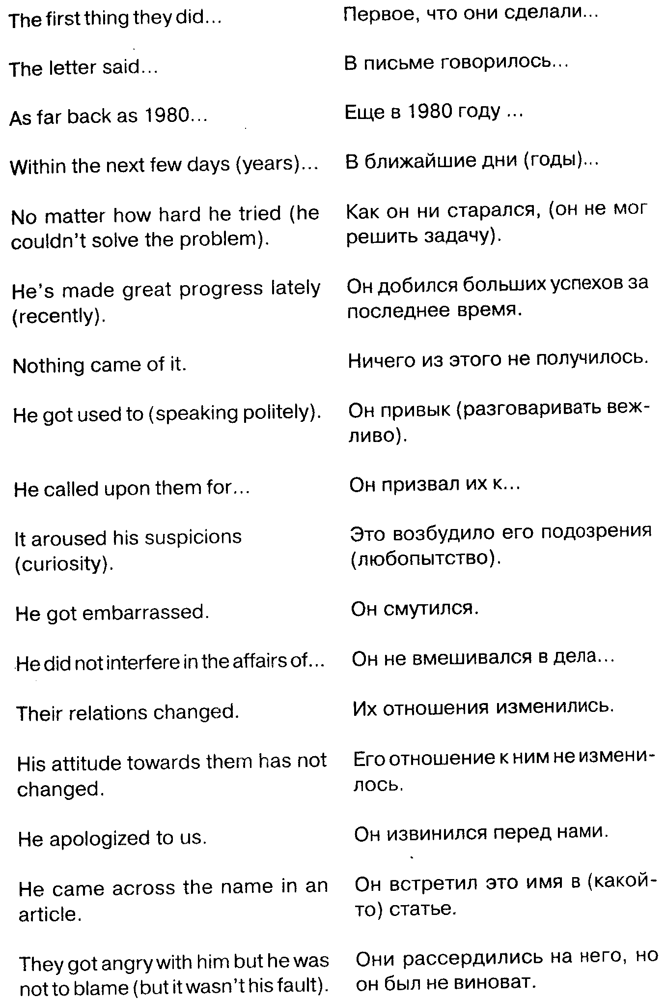 The first thing they did...
Первое, что они сделали...
The letter said...
В письме говорилось...
As far back as 1980...
Еще в 1980 году ...
Within the next few days (years)...
В ближайшие дни (годы)...
No matter how hard he tried (he
couldn't solve the problem).
Как он ни старался, (он не мог
решить задачу).
He's made great progress lately
(recently).
Он добился больших успехов за
последнее время.
Nothing came of it.
Ничего из этого не получилось.
He got used to (speaking politely).
Он привык (разговаривать веж-
ливо).
He called upon them for...
Он призвал их к...
It aroused his suspicions
(curiosity).
Это возбудило его подозрения
(любопытство).
He got embarrassed.
Он смутился.
He did not interfere in the affairs of...
Он не вмешивался в дела...
Their relations changed.
Их отношения изменились.
His attitude towards them has not
changed.
Его отношение к ним не измени-
лось.
He apologized to us.
Он извинился перед нами.
He came across the name in an
article.
Он встретил это имя в (какой-
то) статье.
They got angry with him but he was
not to blame (but it wasn't his fault).
Они рассердились на него, но
он был не виноват.